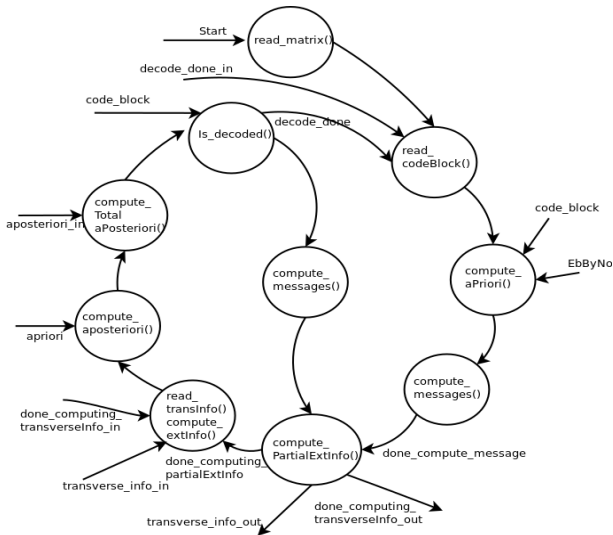 Start
read_matrix()
decode_done_in
code_block
decode_done
Is_decoded()
read_
codeBlock()
compute_
Total
aPosteriori()
aposteriori_in
code_block
EbByNo
compute_
aPriori()
compute_
messages()
compute_
aposteriori()
apriori
compute_
messages()
read_
transInfo()
compute_
extInfo()
done_computing_
transverseInfo_in
compute_
PartialExtInfo()
done_compute_message
done_computing_
partialExtInfo
transverse_info_in
transverse_info_out
done_computing_
transverseInfo_out